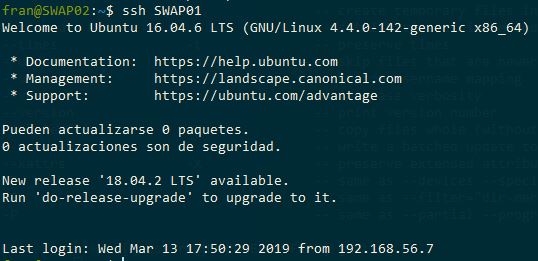 fran@SWAP02:~$ ssh SWAP01
Welcome to Ubuntu 16.04.6 LTS (GNU/Linux 4.4.0-142-generic x86_64)
* Documentation:  https://help.ubuntu.com
* Management:     https://landscape.canonical.com
* Support:        https://ubuntu.com/advantage
Pueden actualizarse 0 paquetes.
0 actualizaciones son de seguridad.
New release '18.04.2 LTS' available.
Run 'do-release-upgrade' to upgrade to it.
Last login: Wed Mar 13 17:50:29 2019 from 192.168.56.7